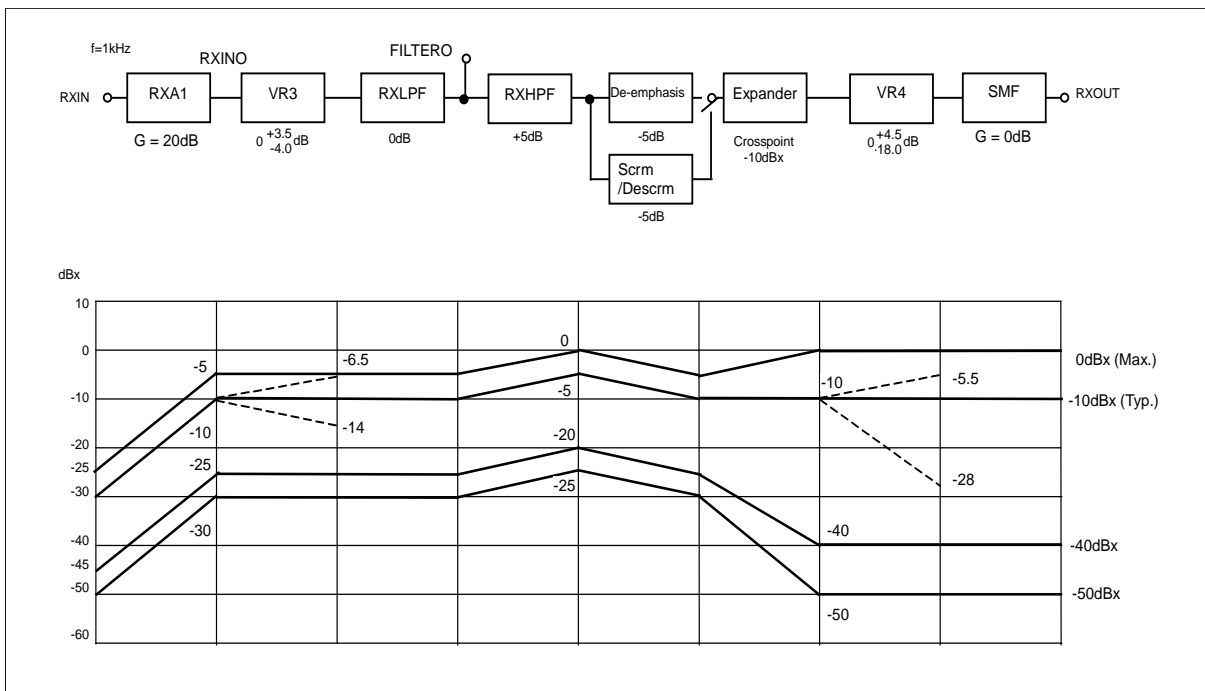 f=1kHz
RXINO
FILTERO
RXIN
RXA1
VR3
RXLPF
RXHPF
De-emphasis
Expander
VR4
SMF
RXOUT
G = 20dB
0 +3.5 -4.0 dB
0dB
+5dB
-5dB
Crosspoint
-10dBx
0 +4.5 -18.0 dB
G = 0dB
Scrm
/Descrm
-5dB
dBx
10
0
-10
-20
-25
-30
-40
-45
-50
-60
-5
-10
-25
-30
-6.5
-14
0
-5
-20
-25
-10
-5.5
-28
-40
-50
0dBx (Max.)
-10dBx (Typ.)
-40dBx
-50dBx